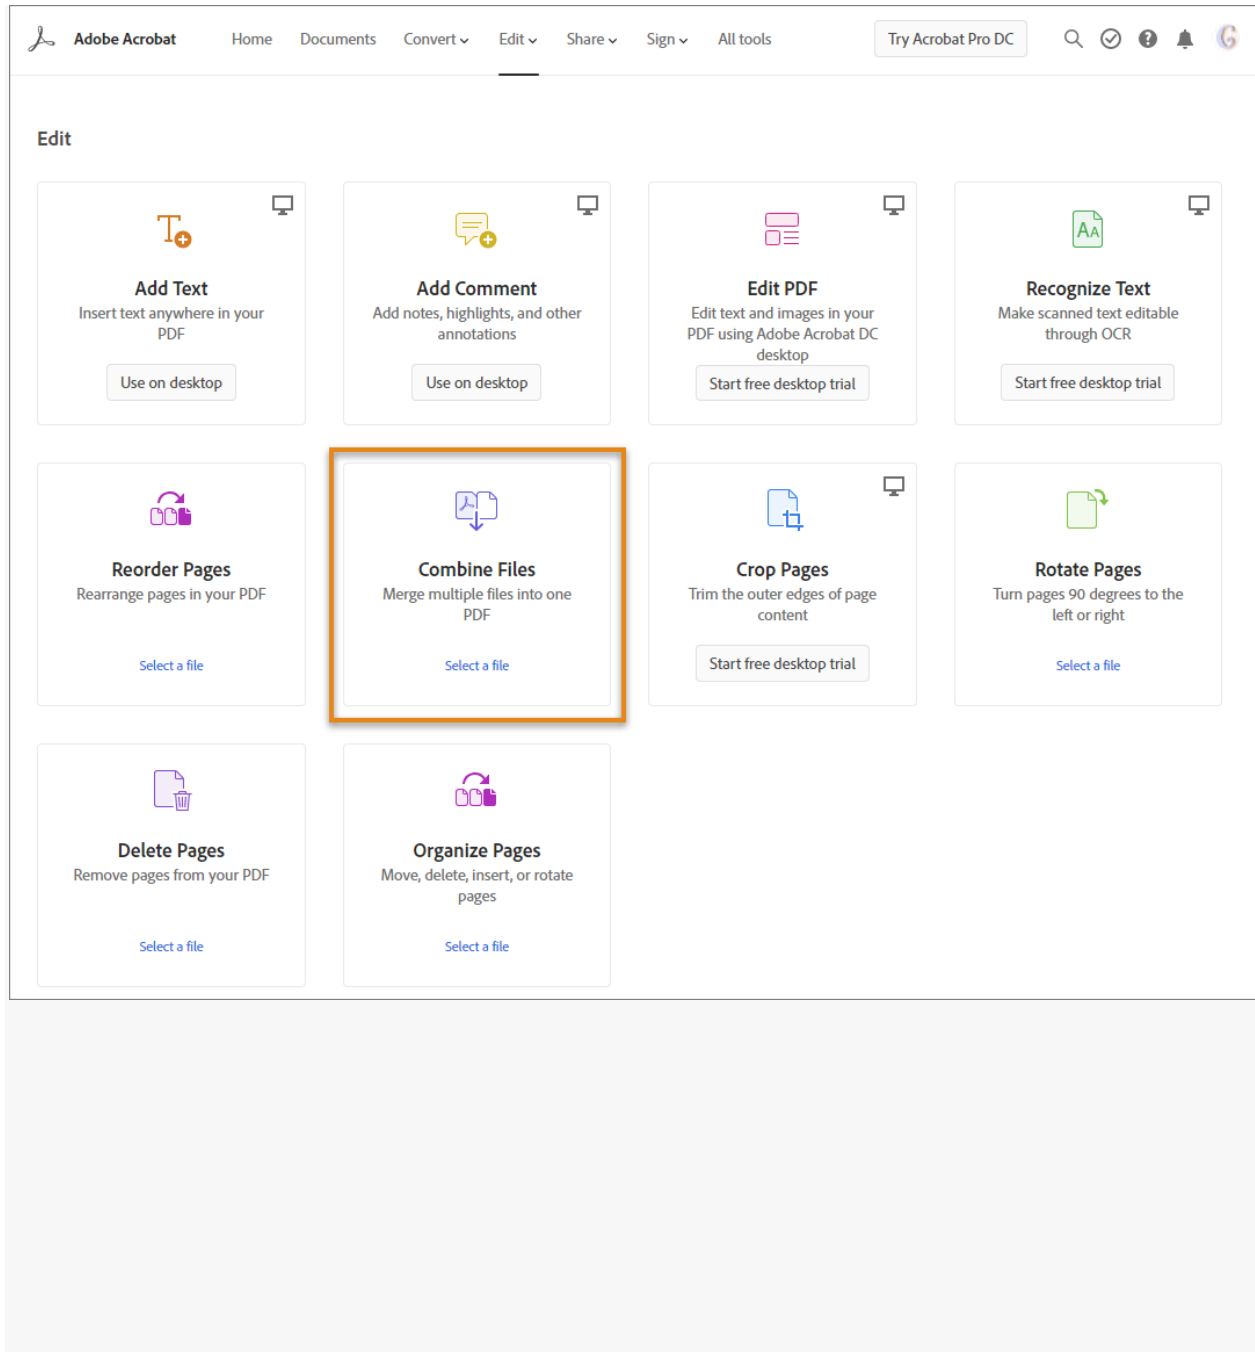 Adobe Acrobat Home Documents Convert Edit Share Sign All tools Try Acrobat Pro DC
Edit
Add Text
Insert text anywhere in your
PDF
Use on desktop
Add Comment
Add notes, highlights, and other
annotations
Use on desktop
Edit PDF
Edit text and images in your
PDF using Adobe Acrobat DC
desktop
Start free desktop trial
AA
Recognize Text
Make scanned text editable
through OCR
Start free desktop trial
Reorder Pages
Rearrange pages in your PDF
Select a file
Combine Files
Merge multiple files into one
PDF
Select a file
Crop Pages
Trim the outer edges of page
content
Start free desktop trial
Rotate Pages
Turn pages 90 degrees to the
left or right
Select a file
Delete Pages
Remove pages from your PDF
Select a file
Organize Pages
Move, delete, insert, or rotate
pages
Select a file